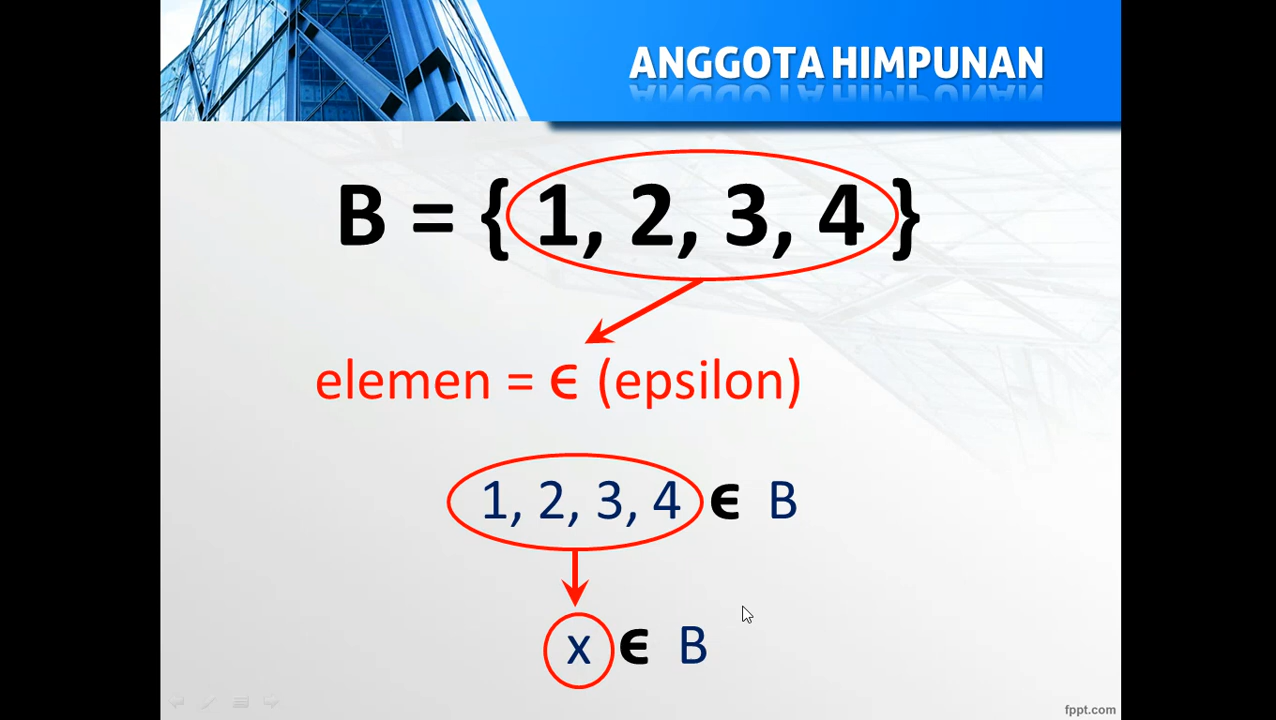 ANGGOTA HIMPUNAN
B = { 1, 2, 3, 4 }
elemen = ϵ (epsilon)
1, 2, 3, 4 ϵ B
x ϵ B
fppt.com